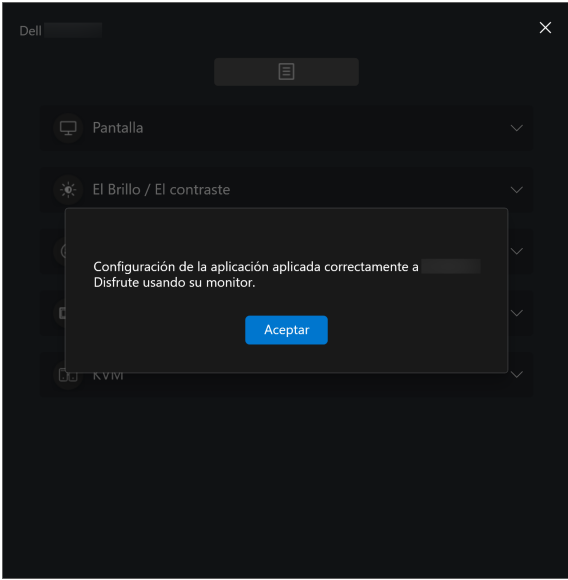 Dell
Pantalla
El Brillo / El contraste
Configuración de la aplicación aplicada correctamente a
Disfrute usando su monitor.
Aceptar
KVM